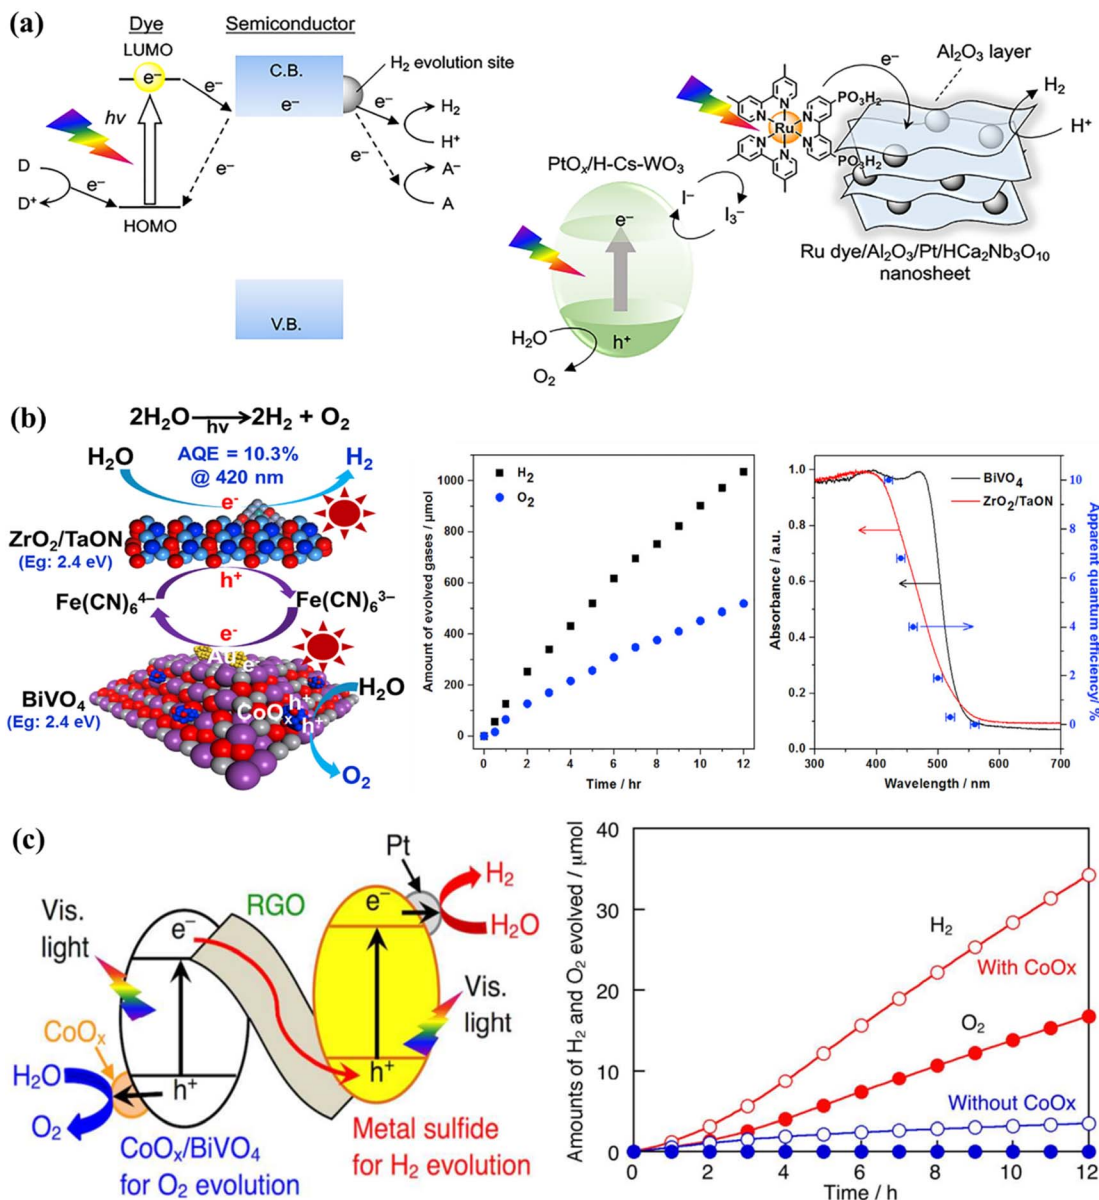 (a)
Dye
Semiconductor
LUMO
e⁻
C.B.
e⁻
H₂ evolution site
e⁻
e⁻
H₂
H⁺
e⁻
A⁻
A
hν
D
D⁺
e⁻
e⁻
HOMO
V.B.
Al₂O₃ layer
e⁻
H₂
H⁺
PO₃H₂
PO₃H₂
N
N
N
N
N
N
Ru
PtOₓ/H-Cs-WO₃
I⁻
I₃⁻
e⁻
h⁺
H₂O
O₂
Ru dye/Al₂O₃/Pt/HCa₂Nb₃O₁₀
nanosheet
(b)
2H₂O hν 2H₂ + O₂
H₂O
AQE = 10.3%
@ 420 nm
H₂
e⁻
ZrO₂/TaON
(Eg: 2.4 eV)
h⁺
Fe(CN)₆⁴⁻
Fe(CN)₆³⁻
e⁻
Au
BiVO₄
(Eg: 2.4 eV)
CoOₓ
h⁺
h⁺
H₂O
O₂
H₂
O₂
Amount of evolved gases / μmol
1000
800
600
400
200
0
0 2 4 6 8 10 12
Time / hr
BiVO₄
ZrO₂/TaON
Absorbance / a.u.
1.0
0.8
0.6
0.4
0.2
0.0
300 400 500 600 700
Wavelength / nm
10
8
6
4
2
0
Apparent quantum efficiency/ %
(c)
Vis.
light
e⁻
RGO
Pt
e⁻
H₂
H₂O
Vis.
light
CoOₓ
H₂O
O₂
h⁺
h⁺
CoOₓ/BiVO₄
for O₂ evolution
Metal sulfide
for H₂ evolution
Amounts of H₂ and O₂ evolved / μmol
40
30
20
10
0
H₂
With CoOx
O₂
Without CoOx
0 2 4 6 8 10 12
Time / h